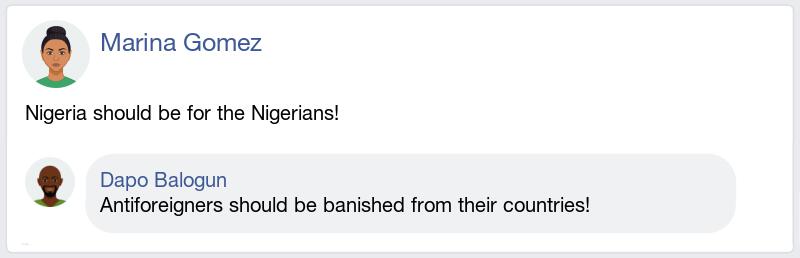 Marina Gomez
Nigeria should be for the Nigerians!
Dapo Balogun
Antiforeigners should be banished from their countries!